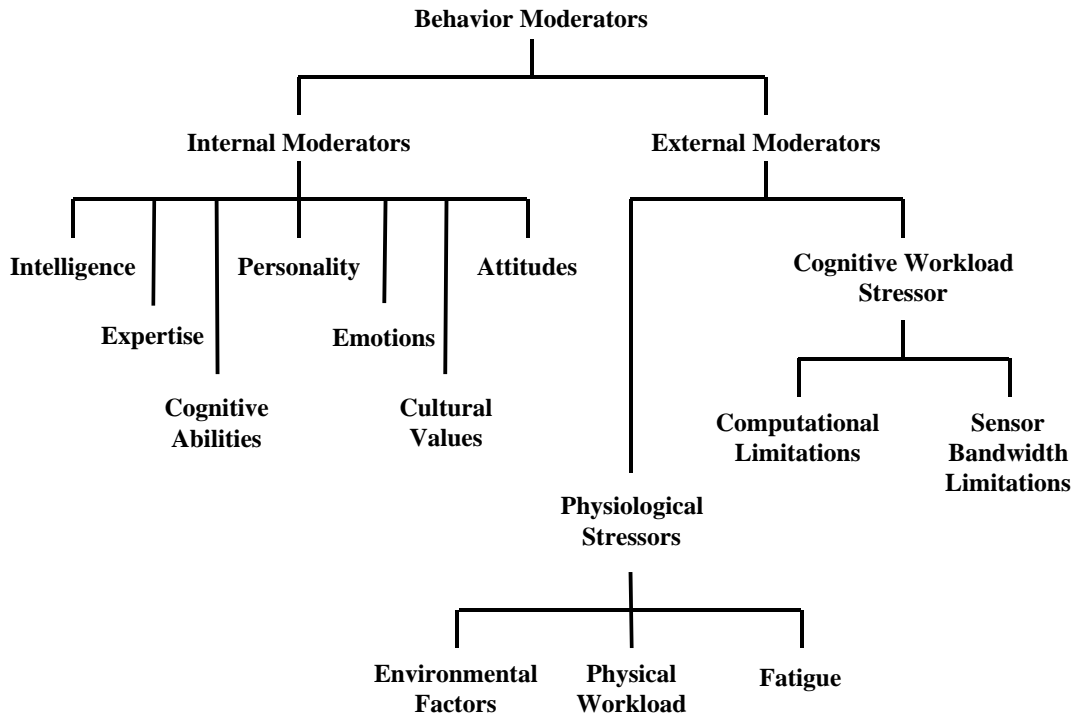 Behavior Moderators
Internal Moderators
External Moderators
Intelligence
Personality
Attitudes
Expertise
Emotions
Cognitive
Abilities
Cultural
Values
Cognitive Workload
Stressor
Computational
Limitations
Sensor
Bandwidth
Limitations
Physiological
Stressors
Environmental
Factors
Physical
Workload
Fatigue